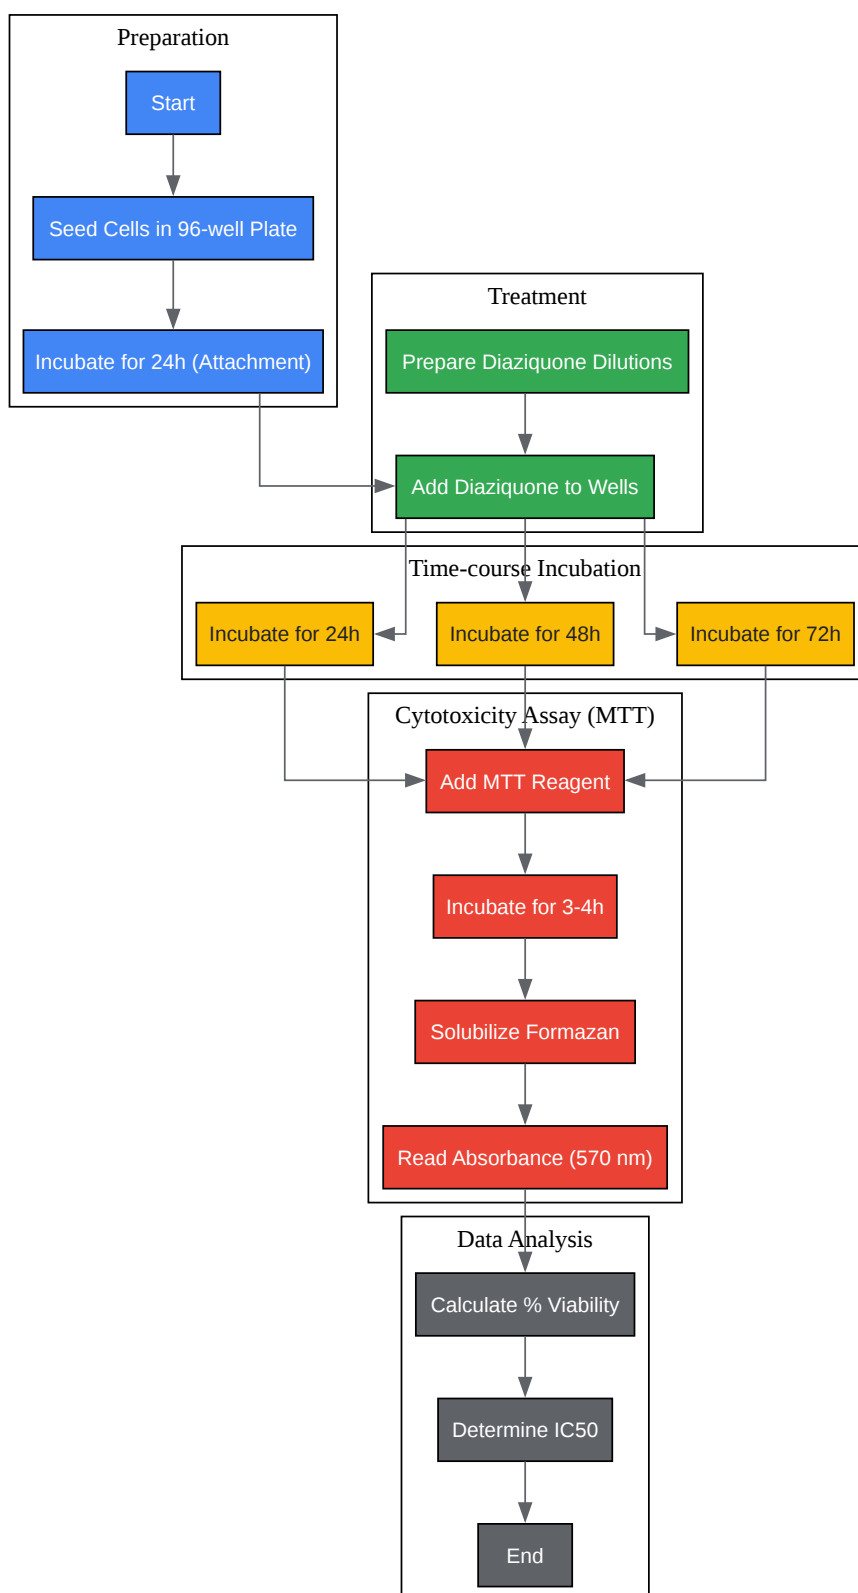 Preparation
Start
Seed Cells in 96-well Plate
Incubate for 24h (Attachment)
Treatment
Prepare Diaziquone Dilutions
Add Diaziquone to Wells
Time-course Incubation
Incubate for 24h
Incubate for 48h
Incubate for 72h
Cytotoxicity Assay (MTT)
Add MTT Reagent
Incubate for 3-4h
Solubilize Formazan
Read Absorbance (570 nm)
Data Analysis
Calculate % Viability
Determine IC50
End